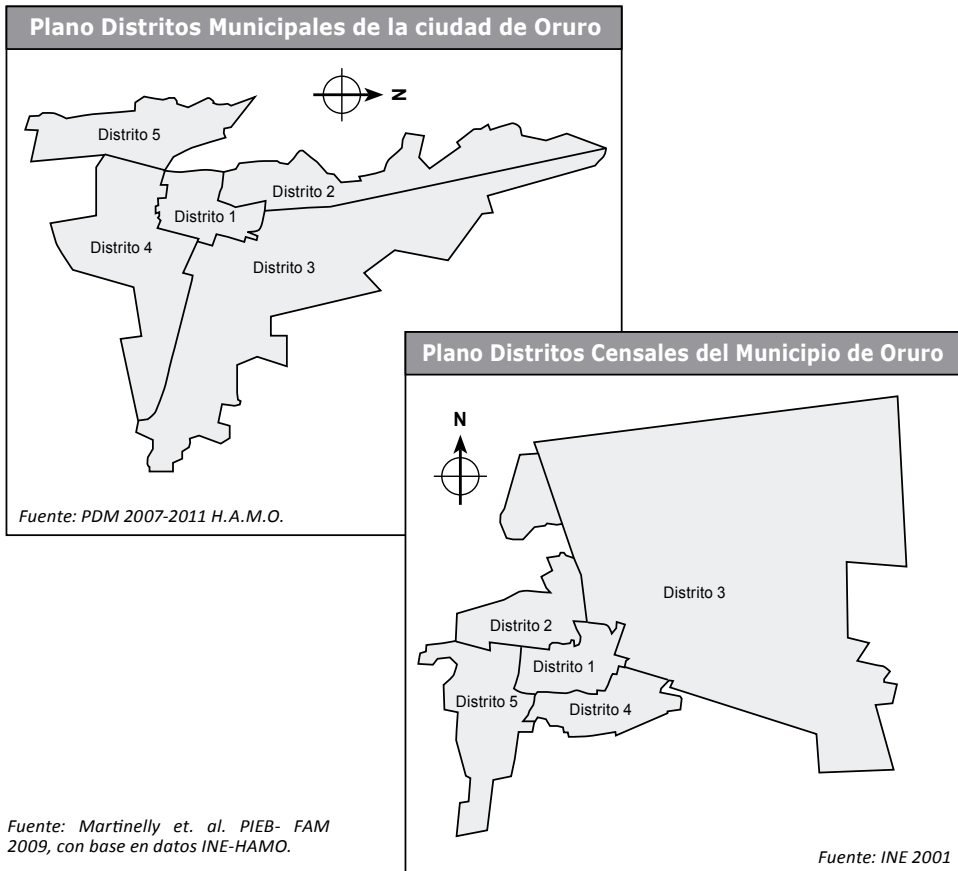 Plano Distritos Municipales de la ciudad de Oruro
N
Distrito 5
Distrito 2
Distrito 1
Distrito 4
Distrito 3
Fuente: PDM 2007-2011 H.A.M.O.
Plano Distritos Censales del Municipio de Oruro
N
Distrito 3
Distrito 2
Distrito 1
Distrito 5
Distrito 4
Fuente: INE 2001
Fuente: Martinelly et. al. PIEB- FAM
2009, con base en datos INE-HAMO.